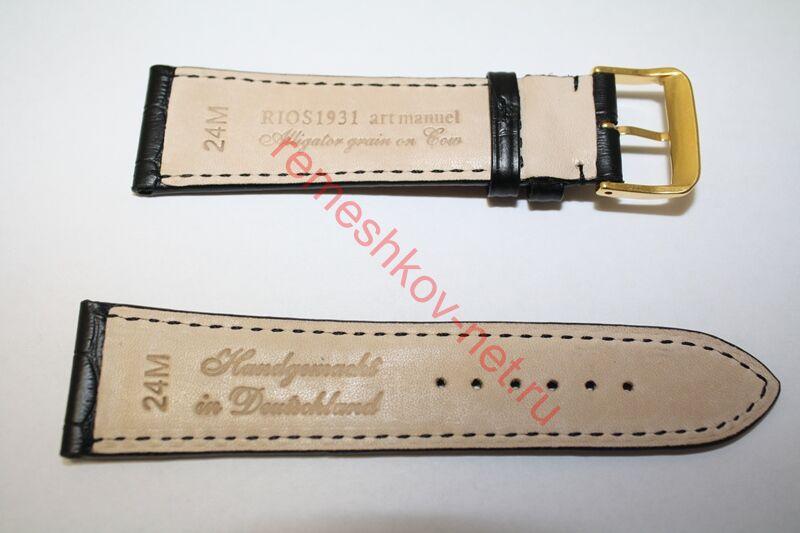 24M
RIOS1931 art manuel
Alligator grain on Cow
remeshkov-net.ru
24M
Handgemacht
in Deutschland